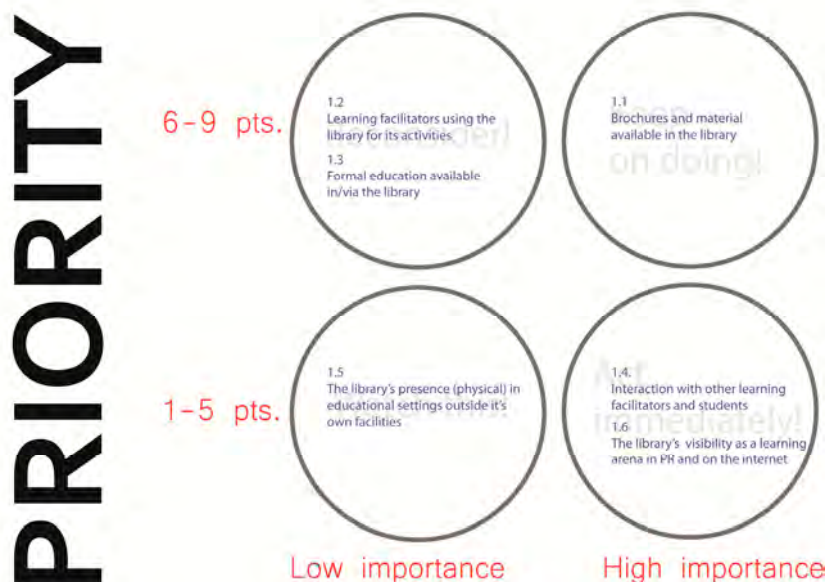 PRIORITY
6-9 pts.
1.2
Learning facilitators using the
library for its activities
1.3
Formal education available
in/via the library
1.1
Brochures and material
available in the library
on doing!
1-5 pts.
1.5
The library's presence (physical) in
educational settings outside it's
own facilities
1.4.
Interaction with other learning
facilitators and students
immediately!
1.6
The library's visibility as a learning
arena in PR and on the internet
Low importance
High importance